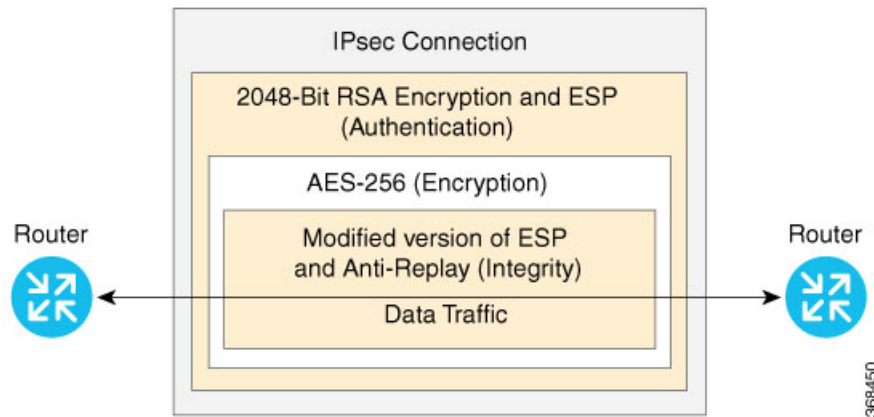 IPsec Connection
2048-Bit RSA Encryption and ESP
(Authentication)
AES-256 (Encryption)
Modified version of ESP
and Anti-Replay (Integrity)
Router
Router
Data Traffic
368450